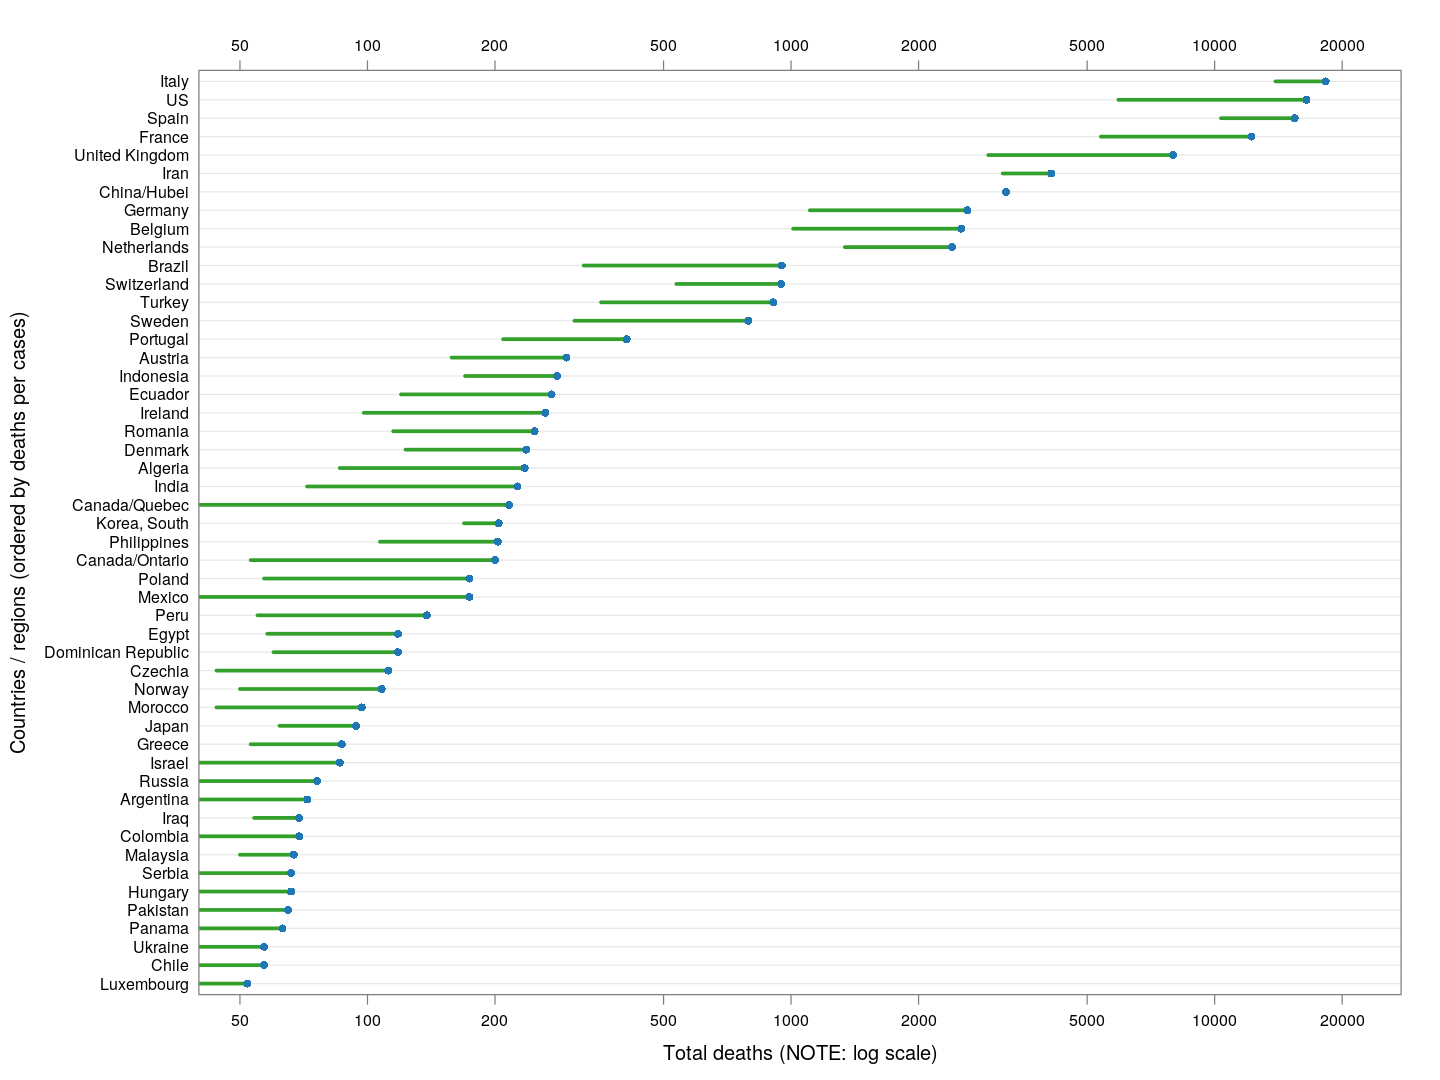 50 100 200 500 1000 2000 5000 10000 20000
Italy
US
Spain
France
United Kingdom
Iran
China/Hubei
Germany
Belgium
Netherlands
Brazil
Switzerland
Turkey
Sweden
Portugal
Austria
Indonesia
Ecuador
Ireland
Romania
Denmark
Algeria
India
Canada/Quebec
Korea, South
Philippines
Canada/Ontario
Poland
Mexico
Peru
Egypt
Dominican Republic
Czechia
Norway
Morocco
Japan
Greece
Israel
Russia
Argentina
Iraq
Colombia
Malaysia
Serbia
Hungary
Pakistan
Panama
Ukraine
Chile
Luxembourg
Countries / regions (ordered by deaths per cases)
50 100 200 500 1000 2000 5000 10000 20000
Total deaths (NOTE: log scale)